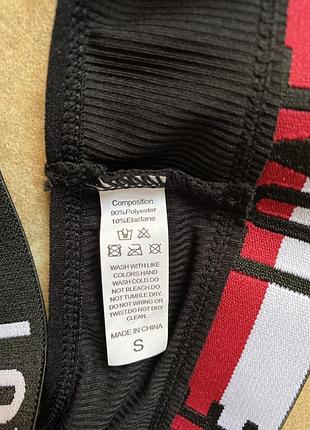 Composition:
90%Polyester
10%Elastane
WASH WITH LIKE
COLORS,HAND
WASH COLD.DO
NOT BLEACH.DO
NOT TUMBLE DRY.
DO NOT WRING OR
TWIST.DO NOT DRY
CLEAN.
MADE IN CHINA
S